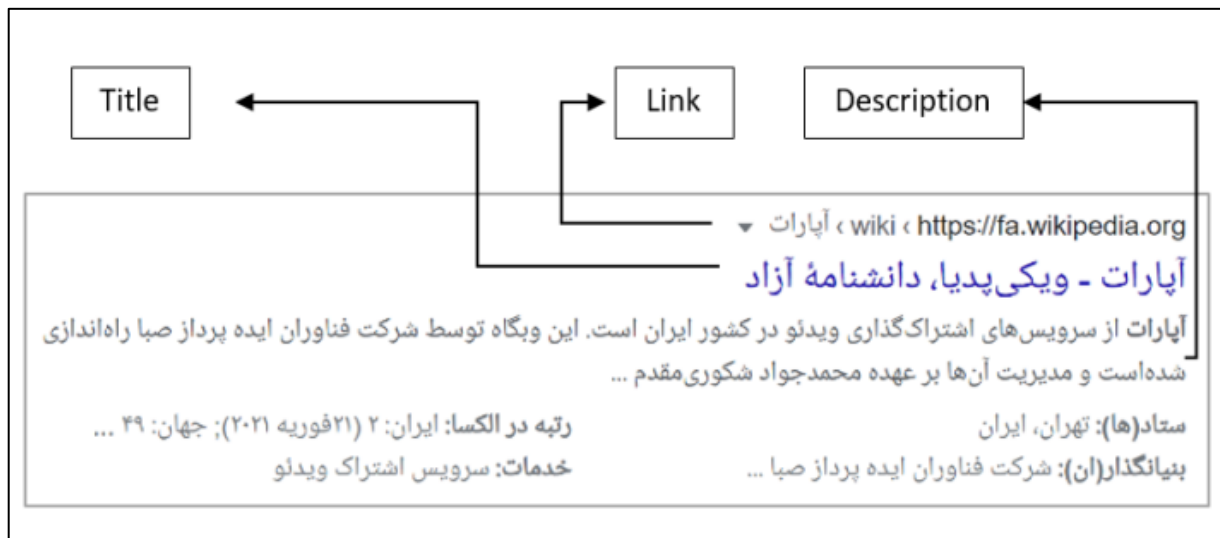 Title
Link
Description
https://fa.wikipedia.org › wiki › آپارات
آپارات - ویکی‌پدیا، دانشنامهٔ آزاد
آپارات از سرویس‌های اشتراک‌گذاری ویدئو در کشور ایران است. این وبگاه توسط شرکت فناوران ایده پرداز صبا راه‌اندازی
شده‌است و مدیریت آن‌ها بر عهده محمدجواد شکوری‌مقدم ...
ستاد(ها): تهران، ایران
رتبه در الکسا: ایران: ۲ (۲۱فوریه ۲۰۲۱); جهان: ۴۹ ...
بنیانگذار(ان): شرکت فناوران ایده پرداز صبا ...
خدمات: سرویس اشتراک ویدئو